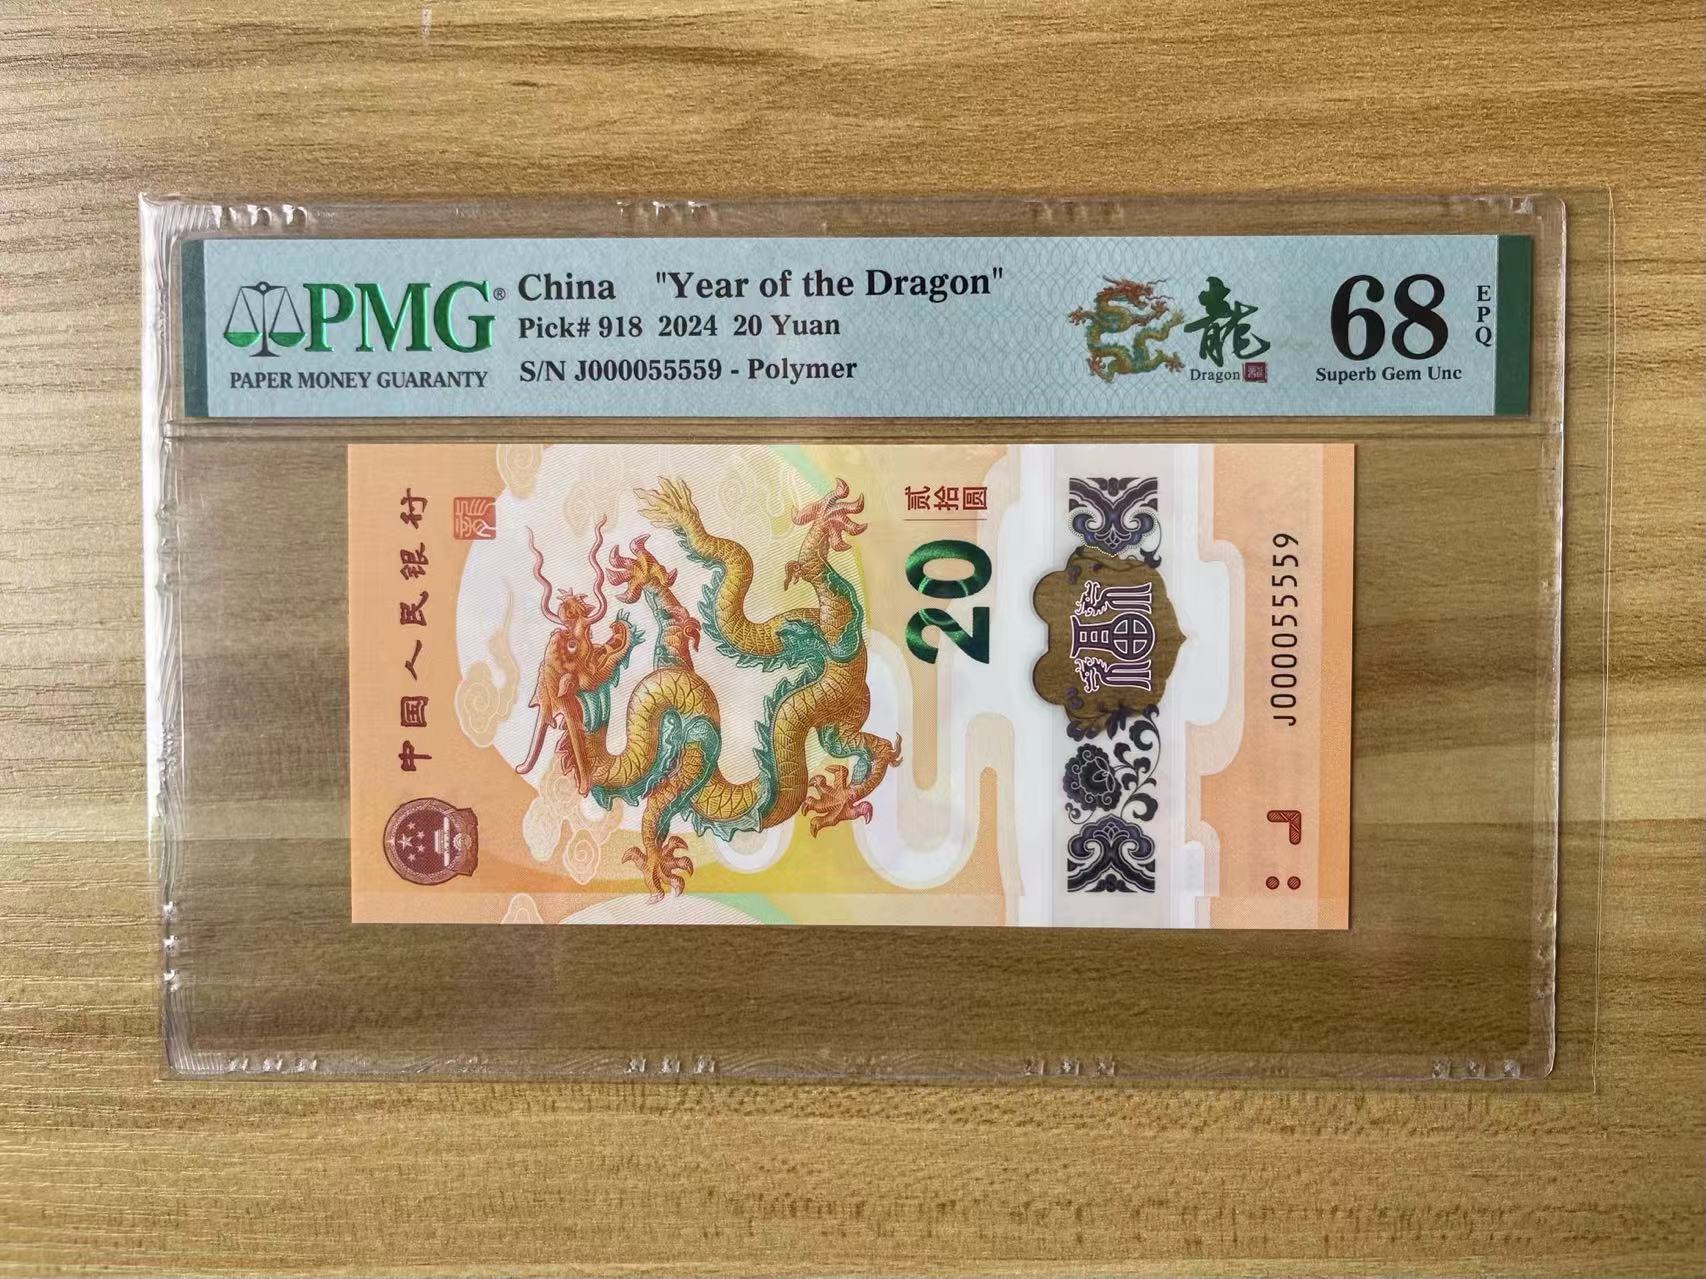 PMG®
PAPER MONEY GUARANTY
China "Year of the Dragon"
Pick# 918 2024 20 Yuan
S/N J000055559 - Polymer
龍
Dragon
68
EPQ
Superb Gem Unc
中国人民银行
贰拾圆
20
J000055559